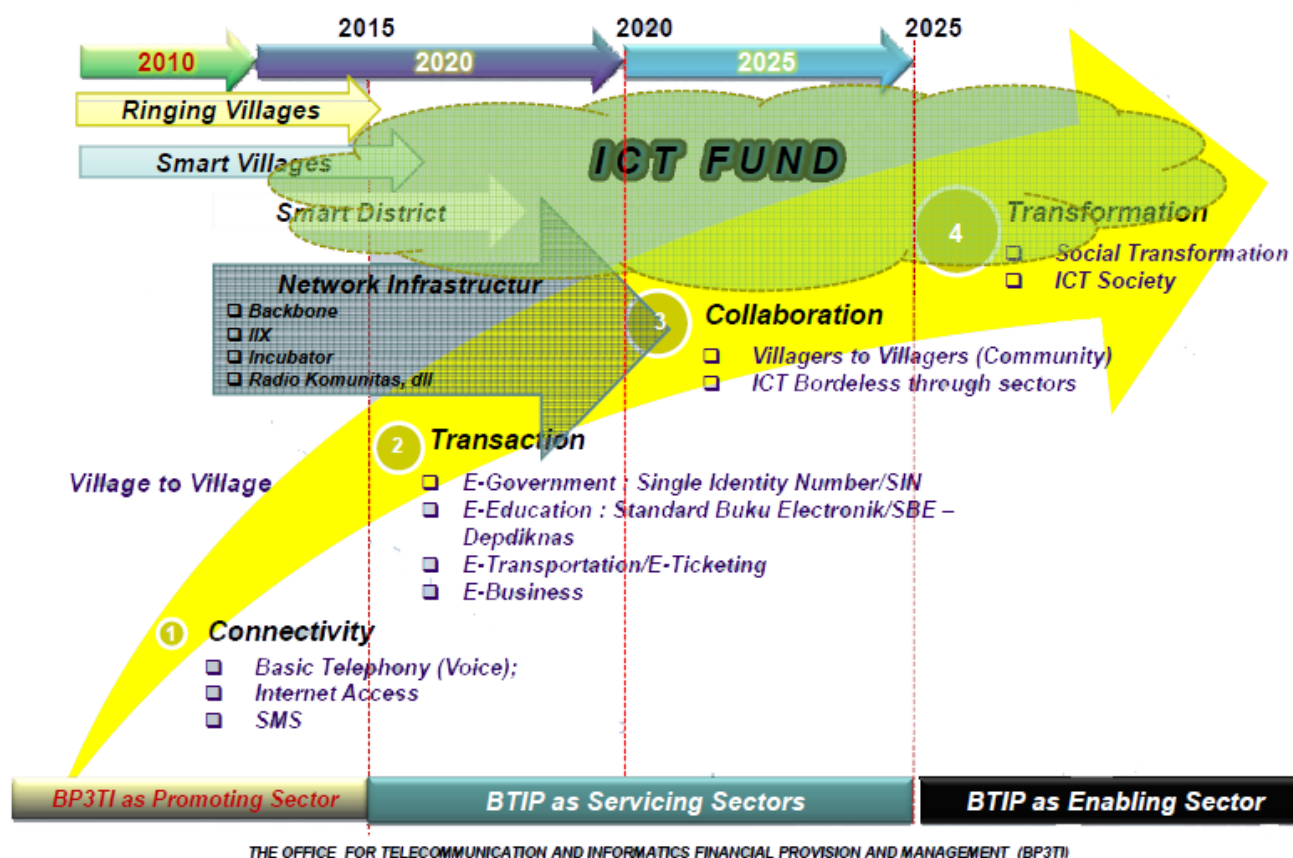 2015
2020
2025
2010
2020
2025
Ringing Villages
Smart Villages
Smart District
ICT FUND
4
Transformation
Social Transformation
ICT Society
Network Infrastructur
Backbone
IIX
Incubator
Radio Komunitas, dll
3
Collaboration
Villagers to Villagers (Community)
ICT Bordeless through sectors
2
Transaction
Village to Village
E-Government : Single Identity Number/SIN
E-Education : Standard Buku Electronik/SBE –
Depdiknas
E-Transportation/E-Ticketing
E-Business
1
Connectivity
Basic Telephony (Voice);
Internet Access
SMS
BP3TI as Promoting Sector
BTIP as Servicing Sectors
BTIP as Enabling Sector
THE OFFICE FOR TELECOMMUNICATION AND INFORMATICS FINANCIAL PROVISION AND MANAGEMENT (BP3TI)